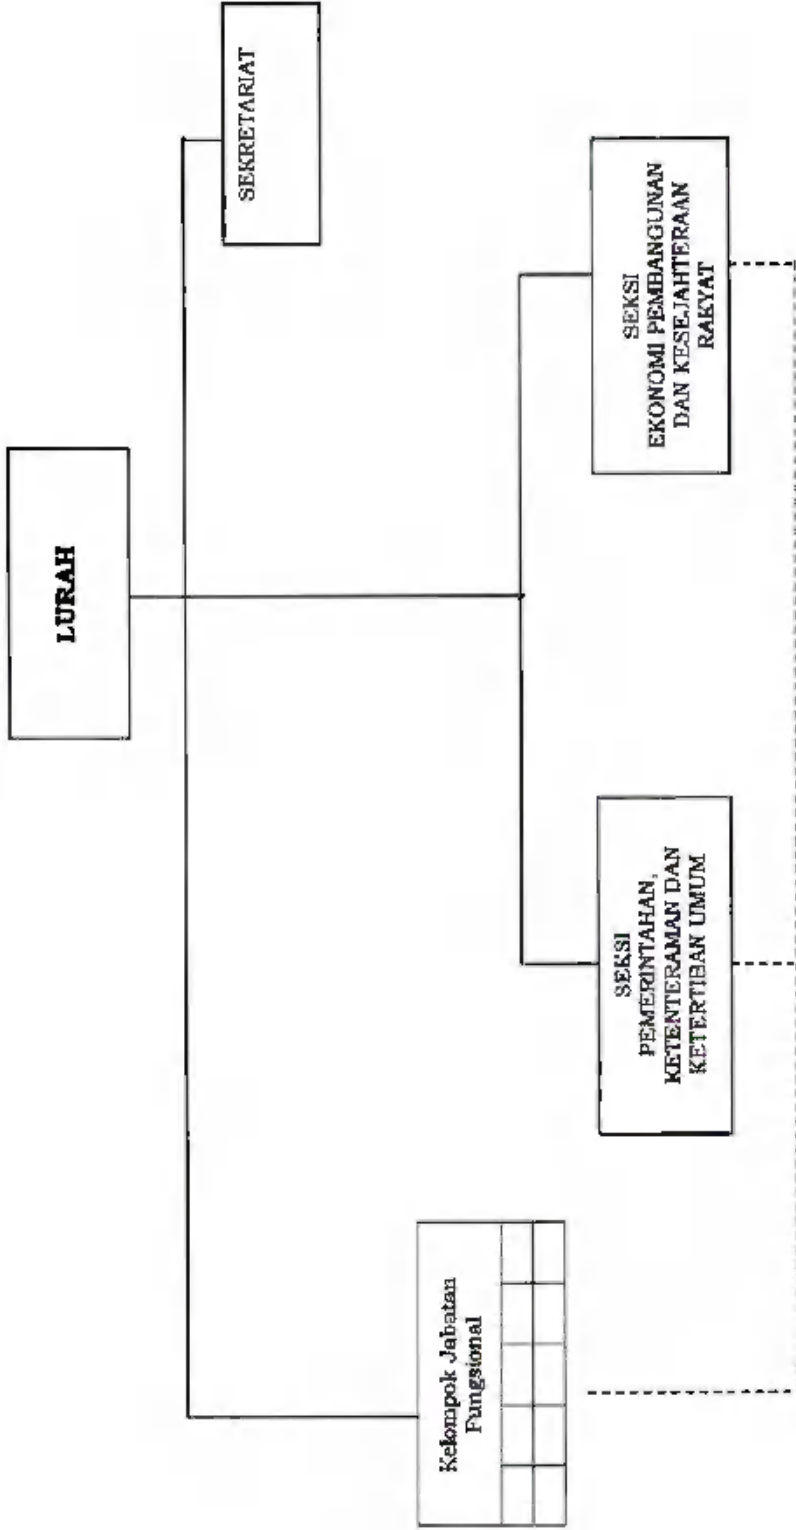 LURAH
SEKRETARIAT
Kelompok Jabatan
Fungsional
SEKSI
PEMERINTAHAN,
KETENTERAMAN DAN
KETERTIBAN UMUM
SEKSI
EKONOMI PEMBANGUNAN
DAN KESEJAHTERAAN
RAKYAT